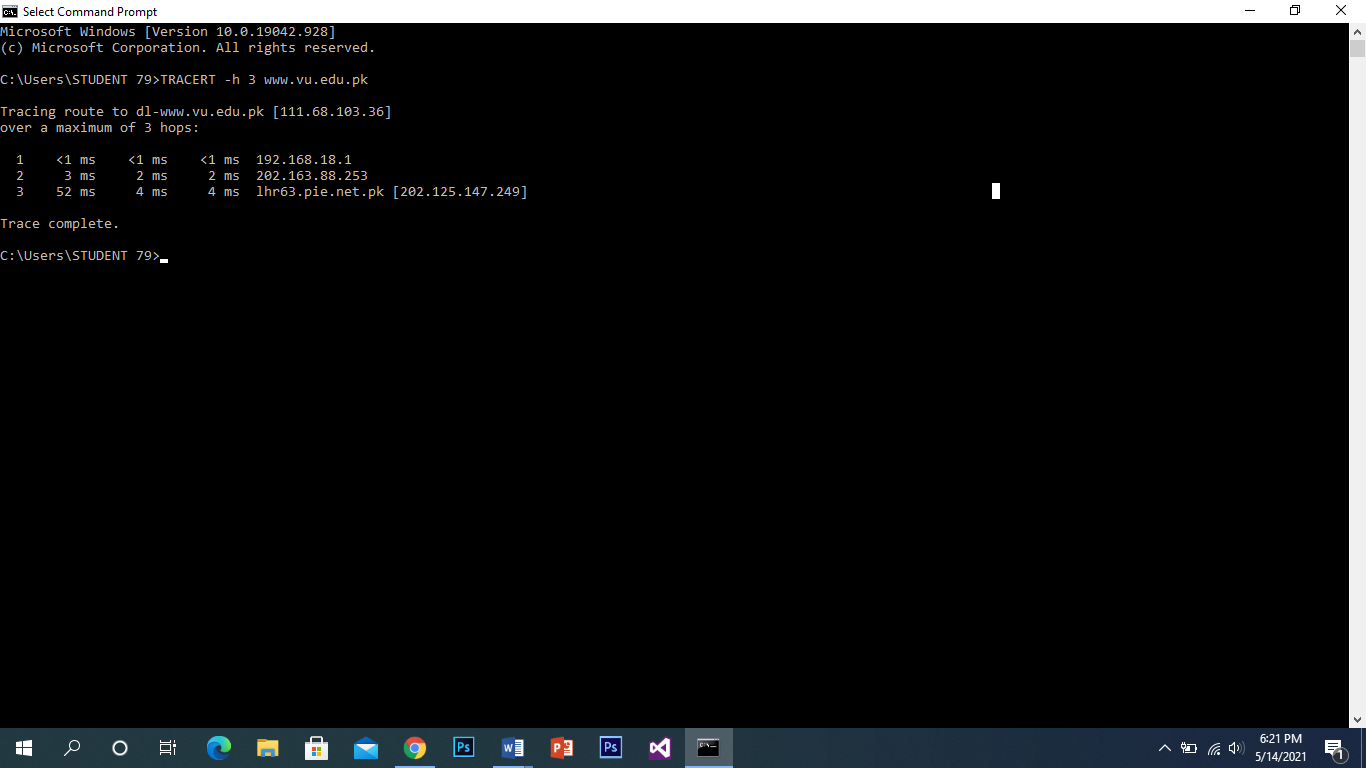 Select Command Prompt
Microsoft Windows [Version 10.0.19042.928]
(c) Microsoft Corporation. All rights reserved.
C:\Users\STUDENT 79>TRACERT -h 3 www.vu.edu.pk
Tracing route to dl-www.vu.edu.pk [111.68.103.36]
over a maximum of 3 hops:
1 <1 ms <1 ms <1 ms 192.168.18.1
2 3 ms 2 ms 2 ms 202.163.88.253
3 52 ms 4 ms 4 ms lhr63.pie.net.pk [202.125.147.249]
Trace complete.
C:\Users\STUDENT 79>
Ps
W
P
Ps
C:\.
6:21 PM
5/14/2021
1